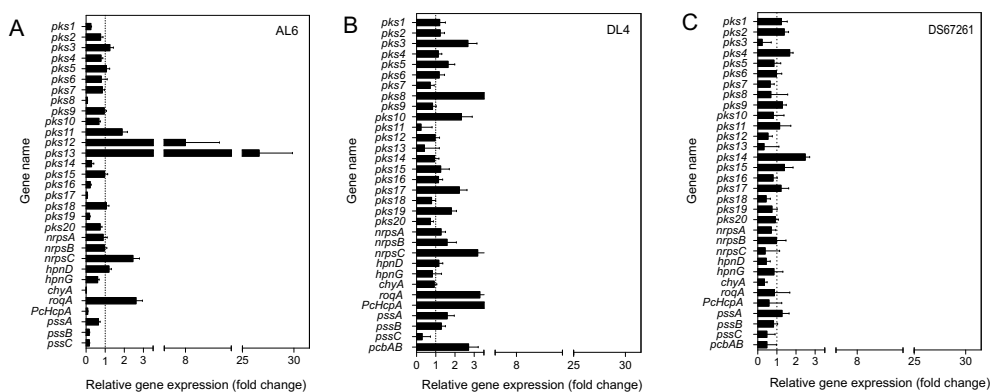 A
AL6
Gene name
pks1
pks2
pks3
pks4
pks5
pks6
pks7
pks8
pks9
pks10
pks11
pks12
pks13
pks14
pks15
pks16
pks17
pks18
pks19
pks20
nrpsA
nrpsB
nrpsC
hpnD
hpnG
chyA
roqA
PcHcpA
pssA
pssB
pssC
0 1 2 3 8 25 30
Relative gene expression (fold change)
B
DL4
Gene name
pks1
pks2
pks3
pks4
pks5
pks6
pks7
pks8
pks9
pks10
pks11
pks12
pks13
pks14
pks15
pks16
pks17
pks18
pks19
pks20
nrpsA
nrpsB
nrpsC
hpnD
hpnG
chyA
roqA
PcHcpA
pssA
pssB
pssC
pcbAB
0 1 2 3 8 25 30
Relative gene expression (fold change)
C
DS67261
Gene name
pks1
pks2
pks3
pks4
pks5
pks6
pks7
pks8
pks9
pks10
pks11
pks12
pks13
pks14
pks15
pks16
pks17
pks18
pks19
pks20
nrpsA
nrpsB
nrpsC
hpnD
hpnG
chyA
roqA
PcHcpA
pssA
pssB
pssC
pcbAB
0 1 2 3 8 25 30
Relative gene expression (fold change)